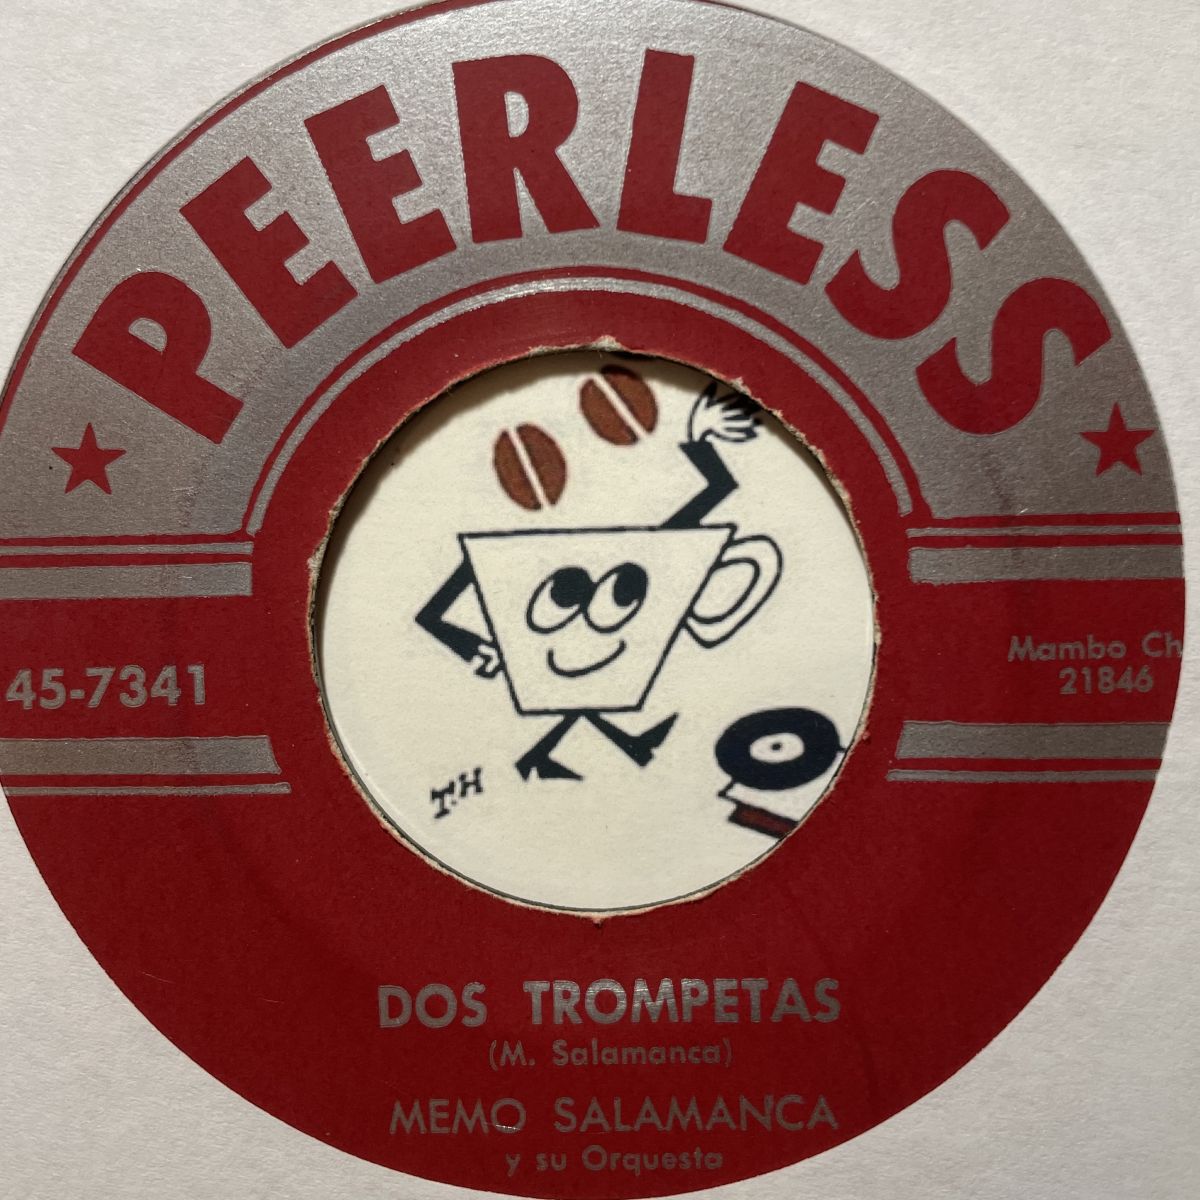 PEERLESS
45-7341
Mambo Ch
21846
T.H
DOS TROMPETAS
(M. Salamanca)
MEMO SALAMANCA
y su Orquesta